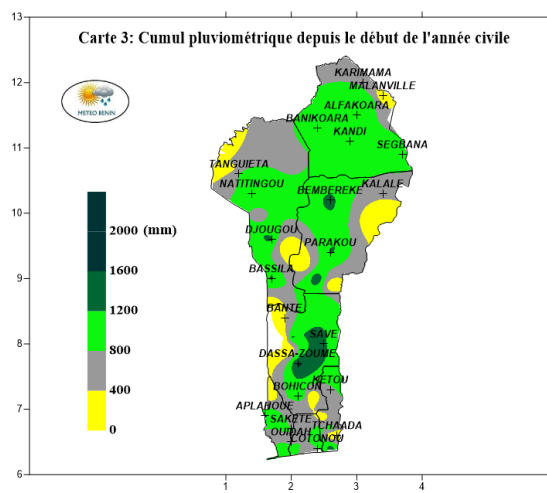 Carte 3: Cumul pluviométrique depuis le début de l'année civile
13
12
11
10
9
8
7
6
1
2
3
4
METEO BENIN
2000 (mm)
1600
1200
800
400
0
KARIMAMA
MALANVILLE
ALFAKOARA
BANIKOARA
KANDI
SEGBANA
TANGUIETA
NATITINGOU
BEMBEREKE
KALALE
DJOUGOU
PARAKOU
BASSILA
BANTE
SAVE
DASSA-ZOUME
KETOU
BOHICON
APLAHOUE
SAKETE
TCHAADA
OUIDAH
COTONOU